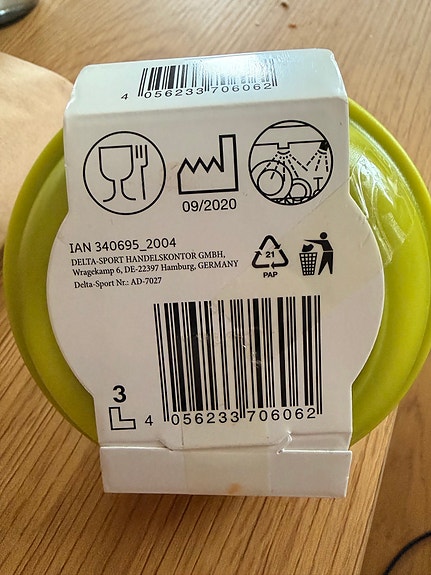 4 056233 706062
09/2020
IAN 340695_2004
DELTA-SPORT HANDELSKONTOR GMBH,
Wragekamp 6, DE-22397 Hamburg, GERMANY
Delta-Sport Nr.: AD-7027
21
PAP
3
4 056233 706062